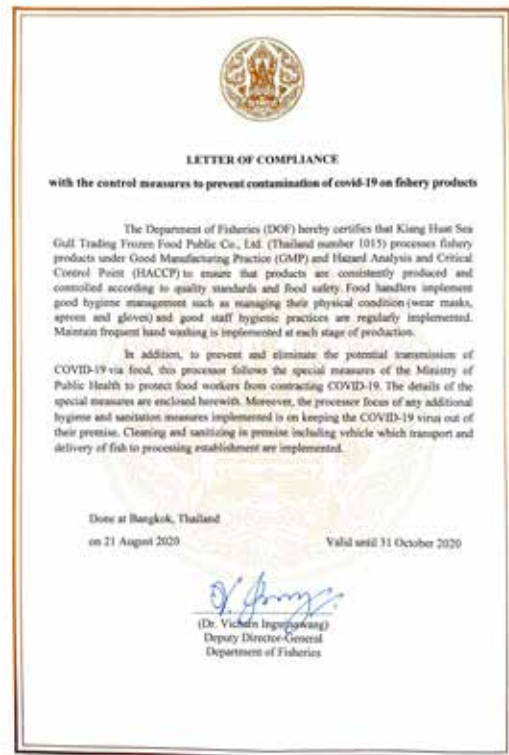 LETTER OF COMPLIANCE
with the control measures to prevent contamination of covid-19 on fishery products
The Department of Fisheries (DOF) hereby certifies that Kiang Huat Sea
Gull Trading Frozen Food Public Co., Ltd. (Thailand number 1015) processes fishery
products under Good Manufacturing Practice (GMP) and Hazard Analysis and Critical
Control Point (HACCP) to ensure that products are consistently produced and
controlled according to quality standards and food safety. Food handlers implement
good hygiene management such as managing their physical condition (wear masks,
aprons and gloves) and good staff hygienic practices are regularly implemented.
Maintain frequent hand washing is implemented at each stage of production.
In addition, to prevent and eliminate the potential transmission of
COVID-19 via food, this processor follows the special measures of the Ministry of
Public Health to protect food workers from contracting COVID-19. The details of the
special measures are enclosed herewith. Moreover, the processor focus of any additional
hygiene and sanitation measures implemented is on keeping the COVID-19 virus out of
their premise. Cleaning and sanitizing in premise including vehicle which transport and
delivery of fish to processing establishment are implemented.
Done at Bangkok, Thailand
on 21 August 2020 Valid until 31 October 2020
(Dr. Vicharn Ingsrisawang)
Deputy Director-General
Department of Fisheries